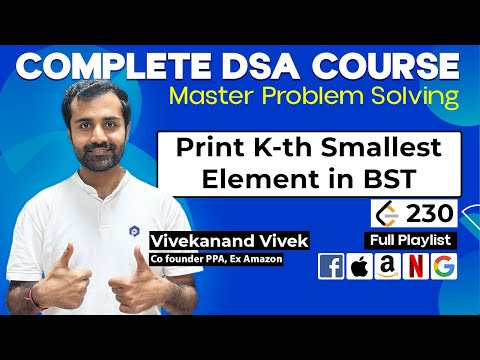 COMPLETE DSA COURSE
Master Problem Solving
Print K-th Smallest
Element in BST
230
Vivekanand Vivek
Full Playlist
Co founder PPA, Ex Amazon